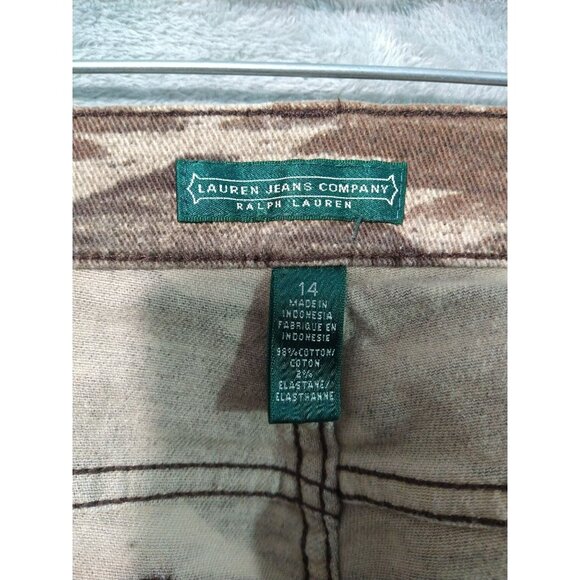 LAUREN JEANS COMPANY
RALPH LAUREN
14
MADE IN
INDONESIA
FABRIQUE EN
INDONESIE
98% COTTON/
COTON
2%
ELASTANE/
ELASTHANNE